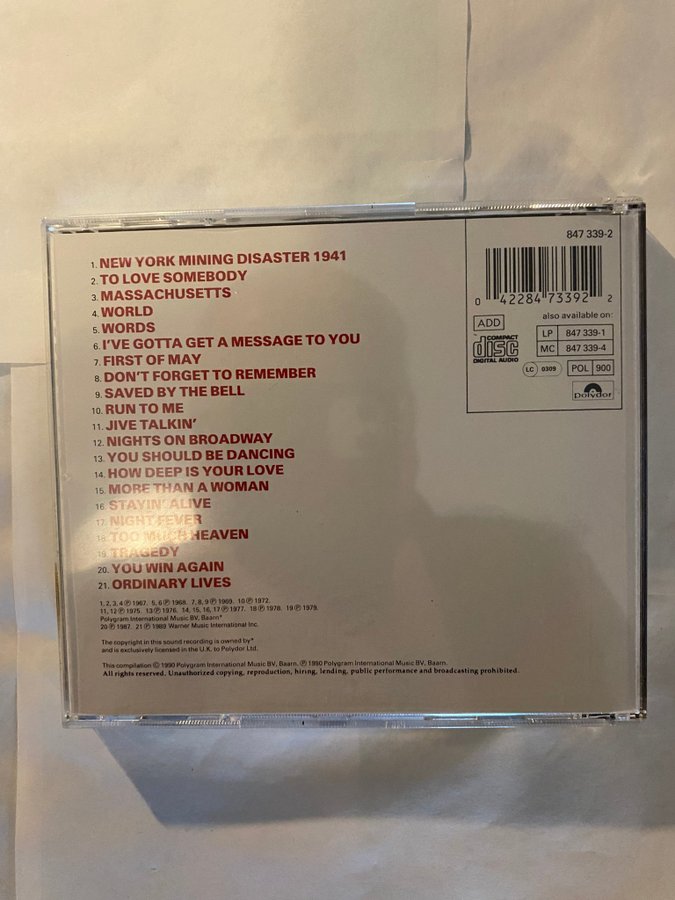 847 339-2
0 42284 73392 2
also available on:
ADD
LP 847 339-1
MC 847 339-4
COMPACT
disc
DIGITAL AUDIO
LC 0309
POL 900
Polydor
1. NEW YORK MINING DISASTER 1941
2. TO LOVE SOMEBODY
3. MASSACHUSETTS
4. WORLD
5. WORDS
6. I'VE GOTTA GET A MESSAGE TO YOU
7. FIRST OF MAY
8. DON'T FORGET TO REMEMBER
9. SAVED BY THE BELL
10. RUN TO ME
11. JIVE TALKIN'
12. NIGHTS ON BROADWAY
13. YOU SHOULD BE DANCING
14. HOW DEEP IS YOUR LOVE
15. MORE THAN A WOMAN
16. STAYIN' ALIVE
17. NIGHT FEVER
18. TOO MUCH HEAVEN
19. TRAGEDY
20. YOU WIN AGAIN
21. ORDINARY LIVES
1, 2, 3, 4 ℗ 1967. 5, 6 ℗ 1968. 7, 8, 9 ℗ 1969. 10 ℗ 1972.
11, 12 ℗ 1975. 13 ℗ 1976. 14, 15, 16, 17 ℗ 1977. 18 ℗ 1978. 19 ℗ 1979.
Polygram International Music BV, Baarn*
20 ℗ 1987. 21 ℗ 1989 Warner Music International Inc.
The copyright in this sound recording is owned by*
and is exclusively licensed in the U.K. to Polydor Ltd.
This compilation © 1990 Polygram International Music BV, Baarn, ℗ 1990 Polygram International Music BV, Baarn.
All rights reserved. Unauthorized copying, reproduction, hiring, lending, public performance and broadcasting prohibited.